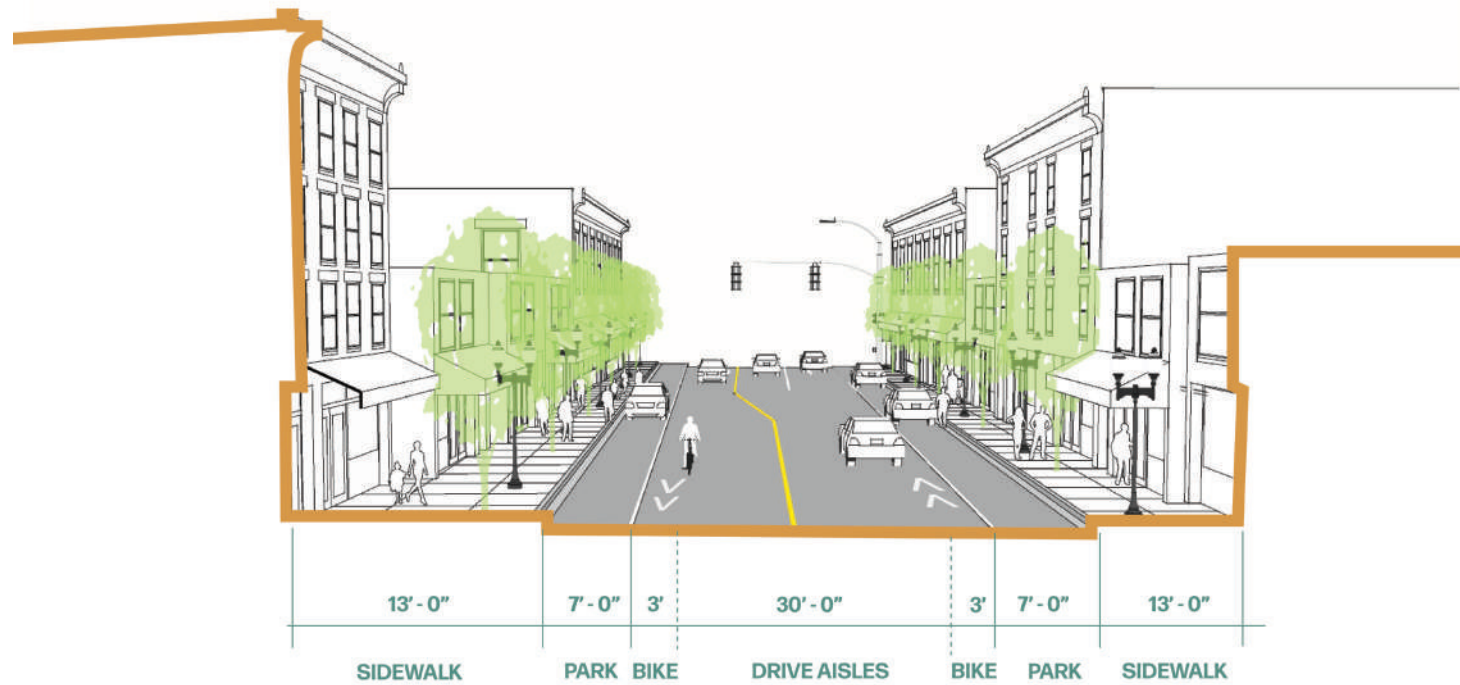 13' - 0" 7' - 0" 3' 30' - 0" 3' 7' - 0" 13' - 0"
SIDEWALK PARK BIKE DRIVE AISLES BIKE PARK SIDEWALK